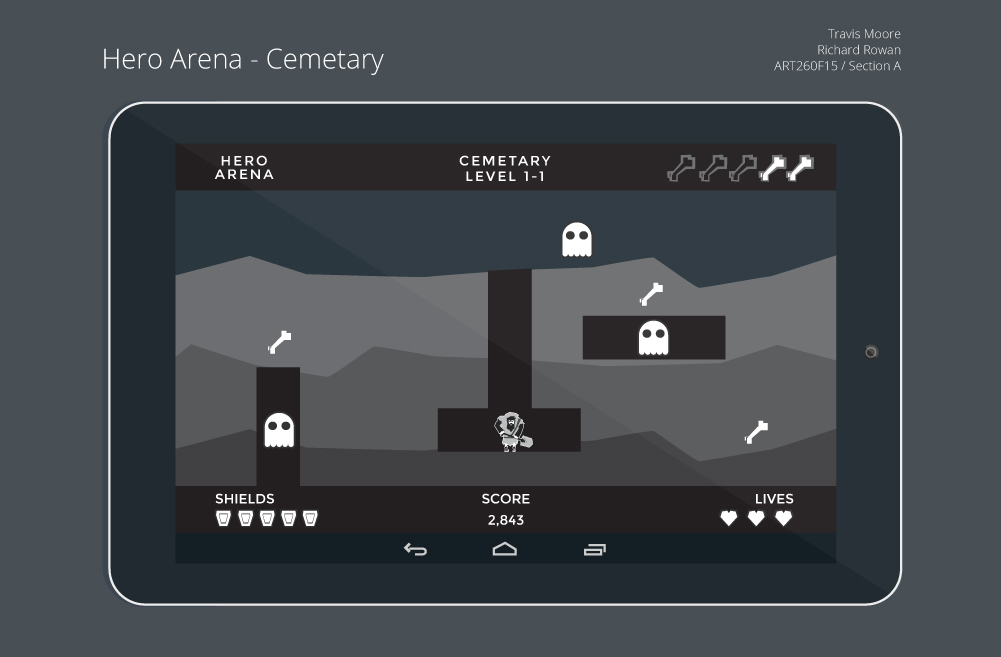 Hero Arena - Cemetary
Travis Moore
Richard Rowan
ART260F15 / Section A
HERO
ARENA
CEMETARY
LEVEL 1-1
SHIELDS
SCORE
2,843
LIVES